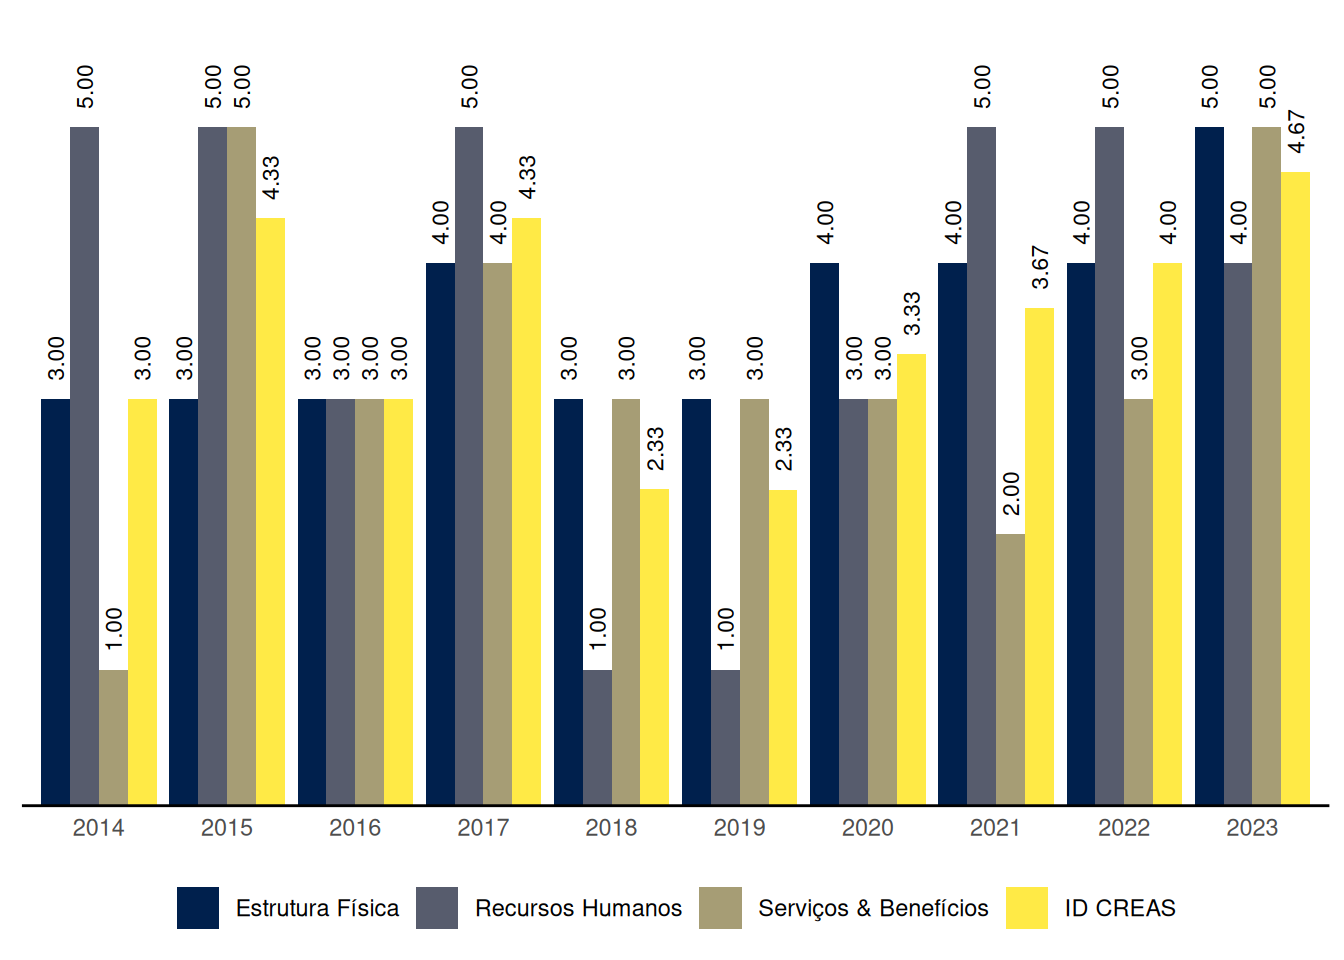 3.00 5.00 1.00 3.00
3.00 5.00 5.00 4.33
3.00 3.00 3.00 3.00
4.00 5.00 4.00 4.33
3.00 1.00 3.00 2.33
3.00 1.00 3.00 2.33
4.00 3.00 3.00 3.33
4.00 5.00 2.00 3.67
4.00 5.00 3.00 4.00
5.00 4.00 5.00 4.67
2014 2015 2016 2017 2018 2019 2020 2021 2022 2023
Estrutura Física Recursos Humanos Serviços & Benefícios ID CREAS